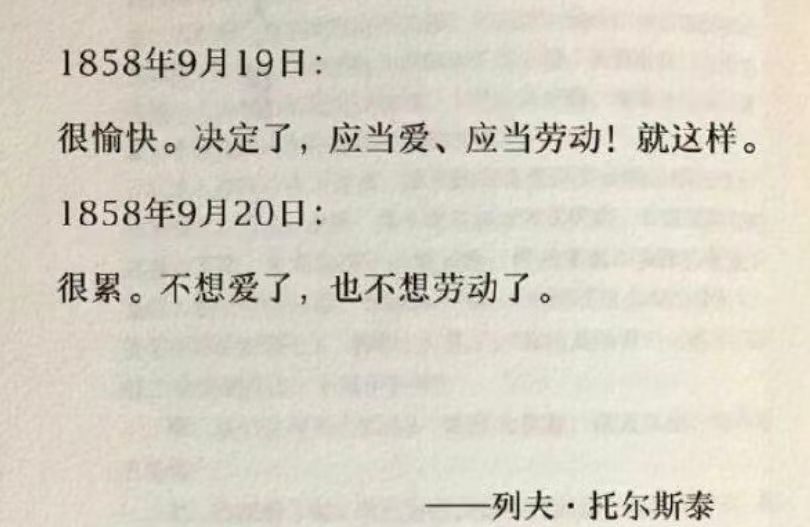 1858年9月19日：
很愉快。决定了，应当爱、应当劳动！就这样。
1858年9月20日：
很累。不想爱了，也不想劳动了。
——列夫·托尔斯泰